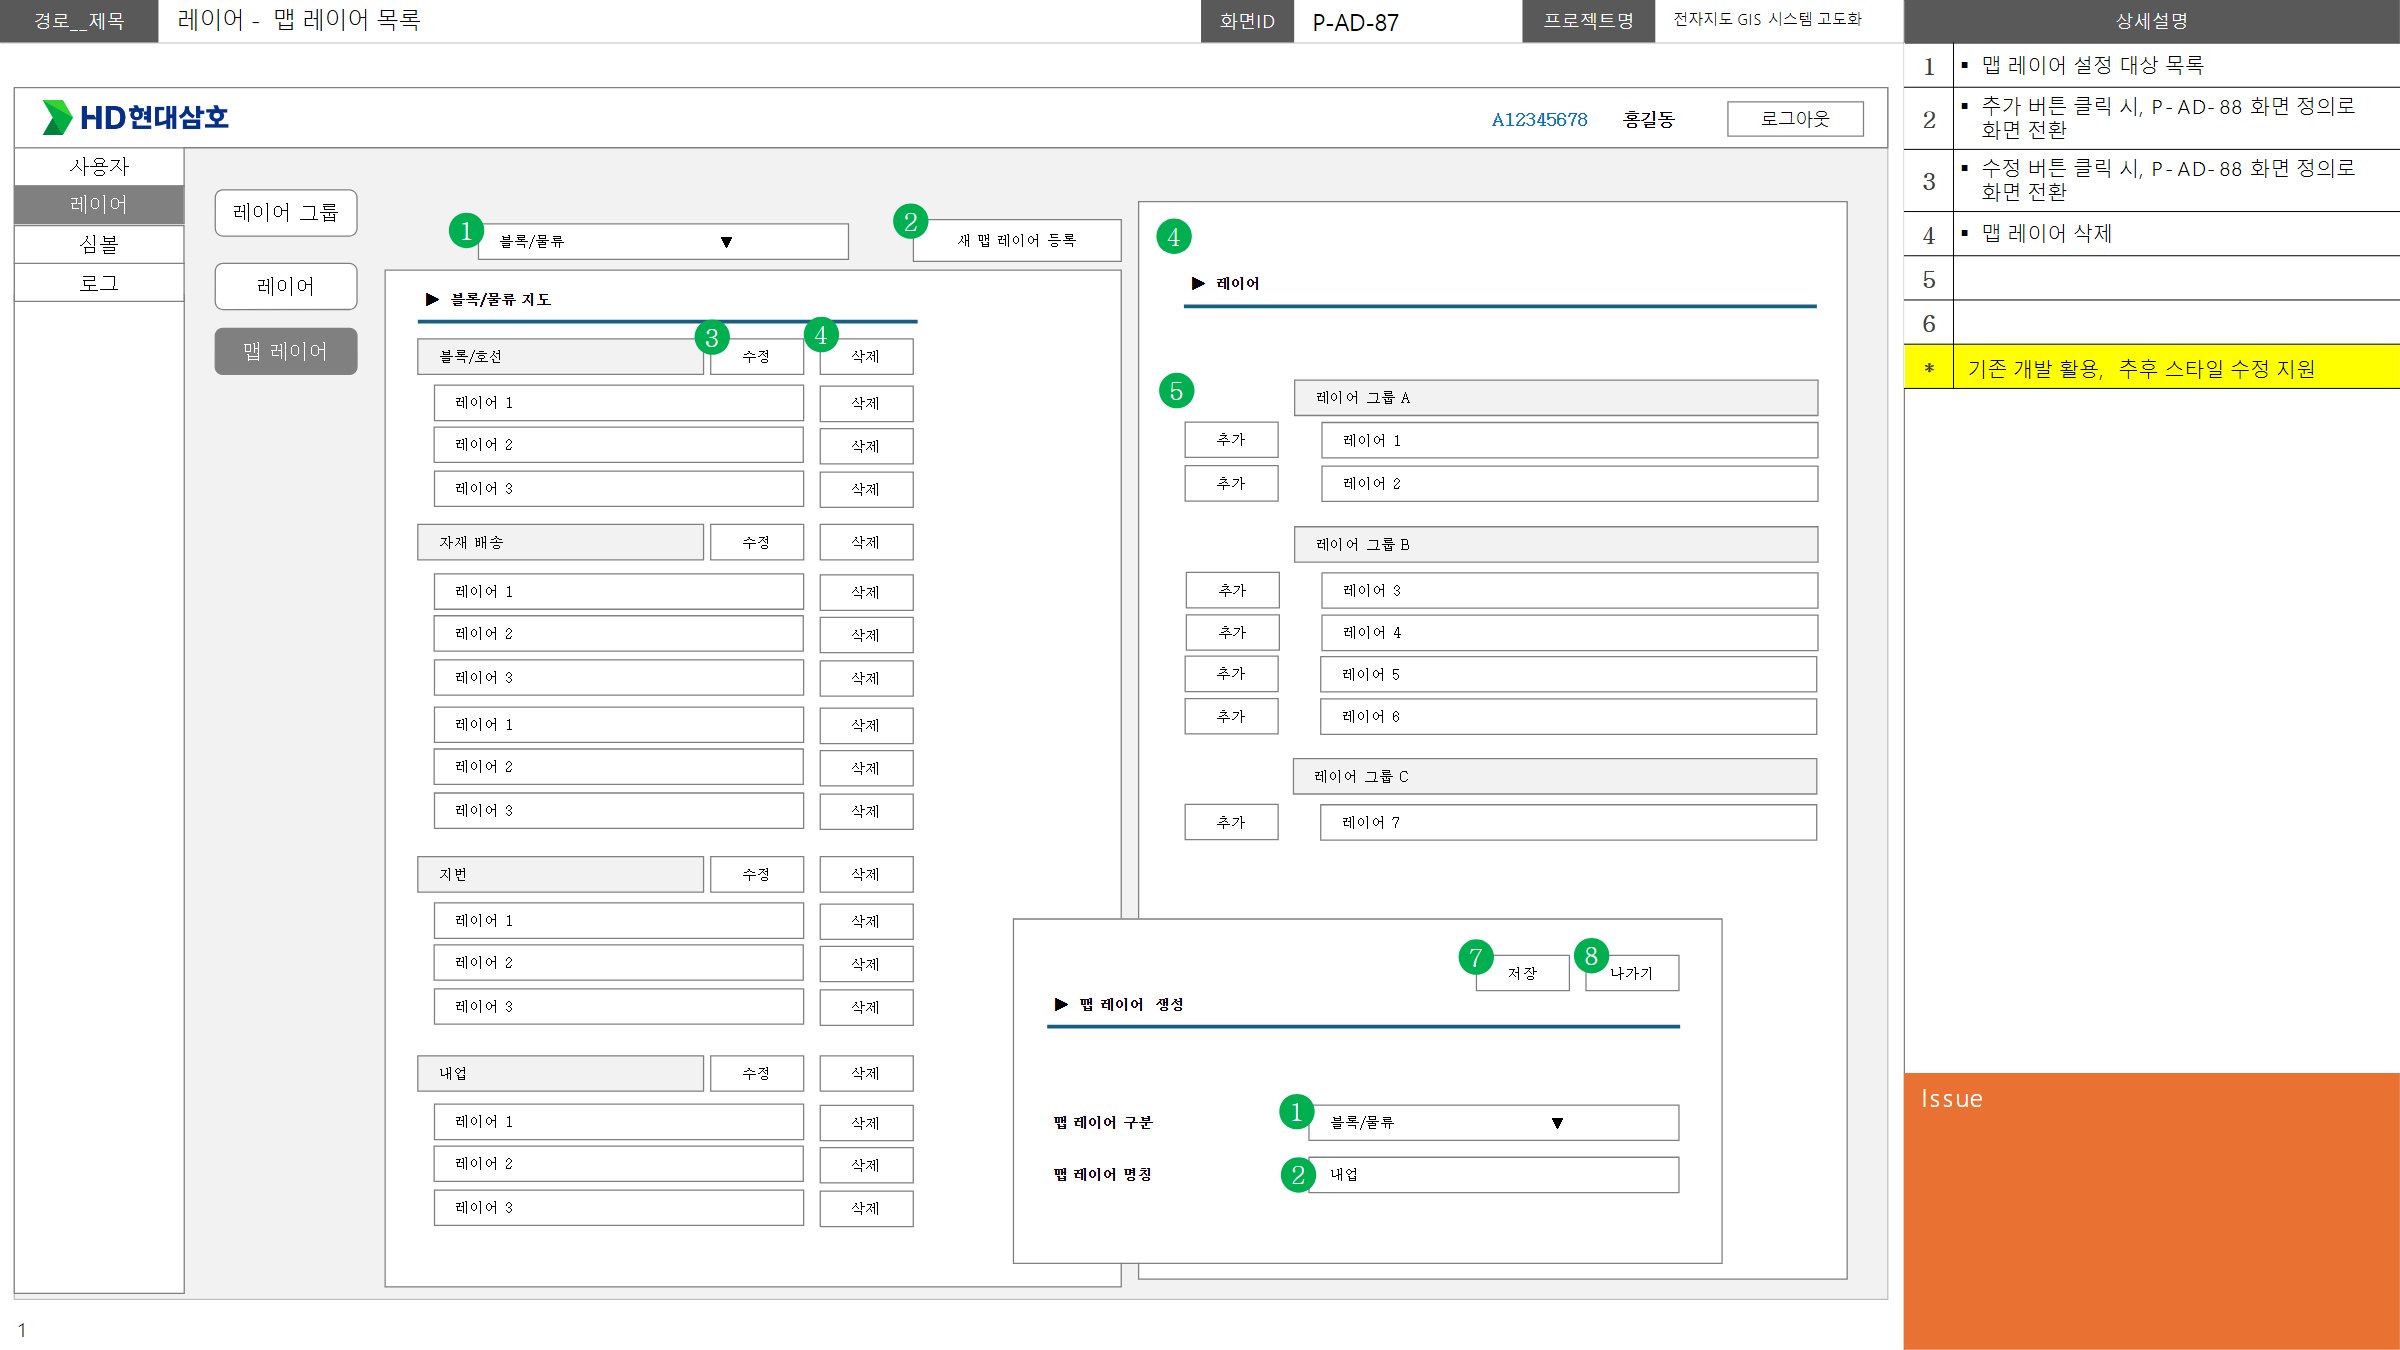 경로__제목
레이어 - 맵 레이어 목록
화면ID
P-AD-87
프로젝트명
전자지도 GIS 시스템 고도화
상세설명
HD현대삼호
A12345678
홍길동
로그아웃
사용자
레이어
심볼
로그
레이어 그룹
레이어
맵 레이어
1
블록/물류 ▼
2
새 맵 레이어 등록
▶ 블록/물류 지도
3
4
블록/호선 수정 삭제
레이어 1 삭제
레이어 2 삭제
레이어 3 삭제
자재 배송 수정 삭제
레이어 1 삭제
레이어 2 삭제
레이어 3 삭제
레이어 1 삭제
레이어 2 삭제
레이어 3 삭제
지번 수정 삭제
레이어 1 삭제
레이어 2 삭제
레이어 3 삭제
내업 수정 삭제
레이어 1 삭제
레이어 2 삭제
레이어 3 삭제
4
▶ 레이어
5
레이어 그룹 A
추가 레이어 1
추가 레이어 2
레이어 그룹 B
추가 레이어 3
추가 레이어 4
추가 레이어 5
추가 레이어 6
레이어 그룹 C
추가 레이어 7
7 저장
8 나가기
▶ 맵 레이어 생성
맵 레이어 구분 1 블록/물류 ▼
맵 레이어 명칭 2 내업
1 ▪ 맵 레이어 설정 대상 목록
2 ▪ 추가 버튼 클릭 시, P-AD-88 화면 정의로
화면 전환
3 ▪ 수정 버튼 클릭 시, P-AD-88 화면 정의로
화면 전환
4 ▪ 맵 레이어 삭제
5
6
* 기존 개발 활용, 추후 스타일 수정 지원
Issue
1